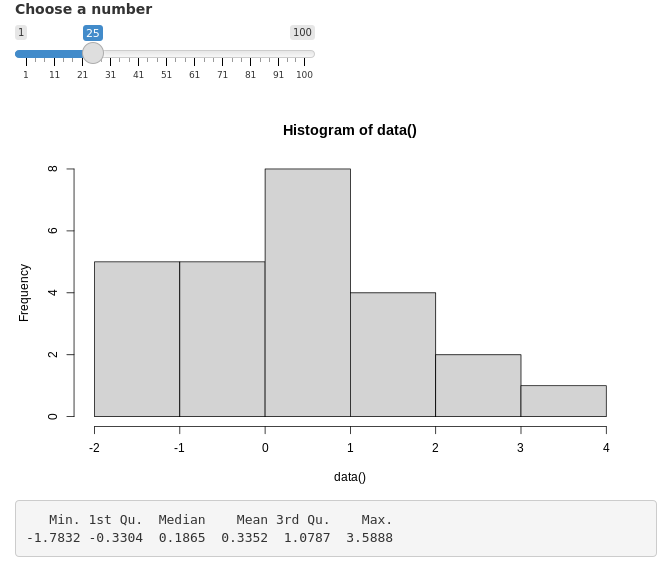 Choose a number
1 25 100
1 11 21 31 41 51 61 71 81 91 100
Histogram of data()
Frequency
8
6
4
2
0
-2 -1 0 1 2 3 4
data()
Min. 1st Qu. Median Mean 3rd Qu. Max.
-1.7832 -0.3304 0.1865 0.3352 1.0787 3.5888